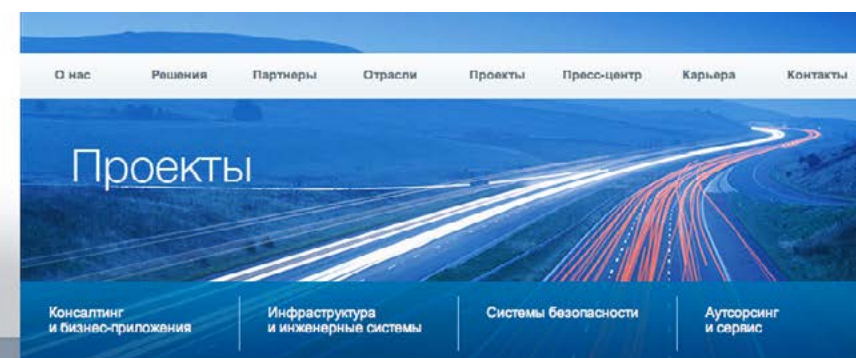 О нас Решения Партнеры Отрасли Проекты Пресс-центр Карьера Контакты
Проекты
Консалтинг
и бизнес-приложения
Инфраструктура
и инженерные системы
Системы безопасности
Аутсорсинг
и сервис